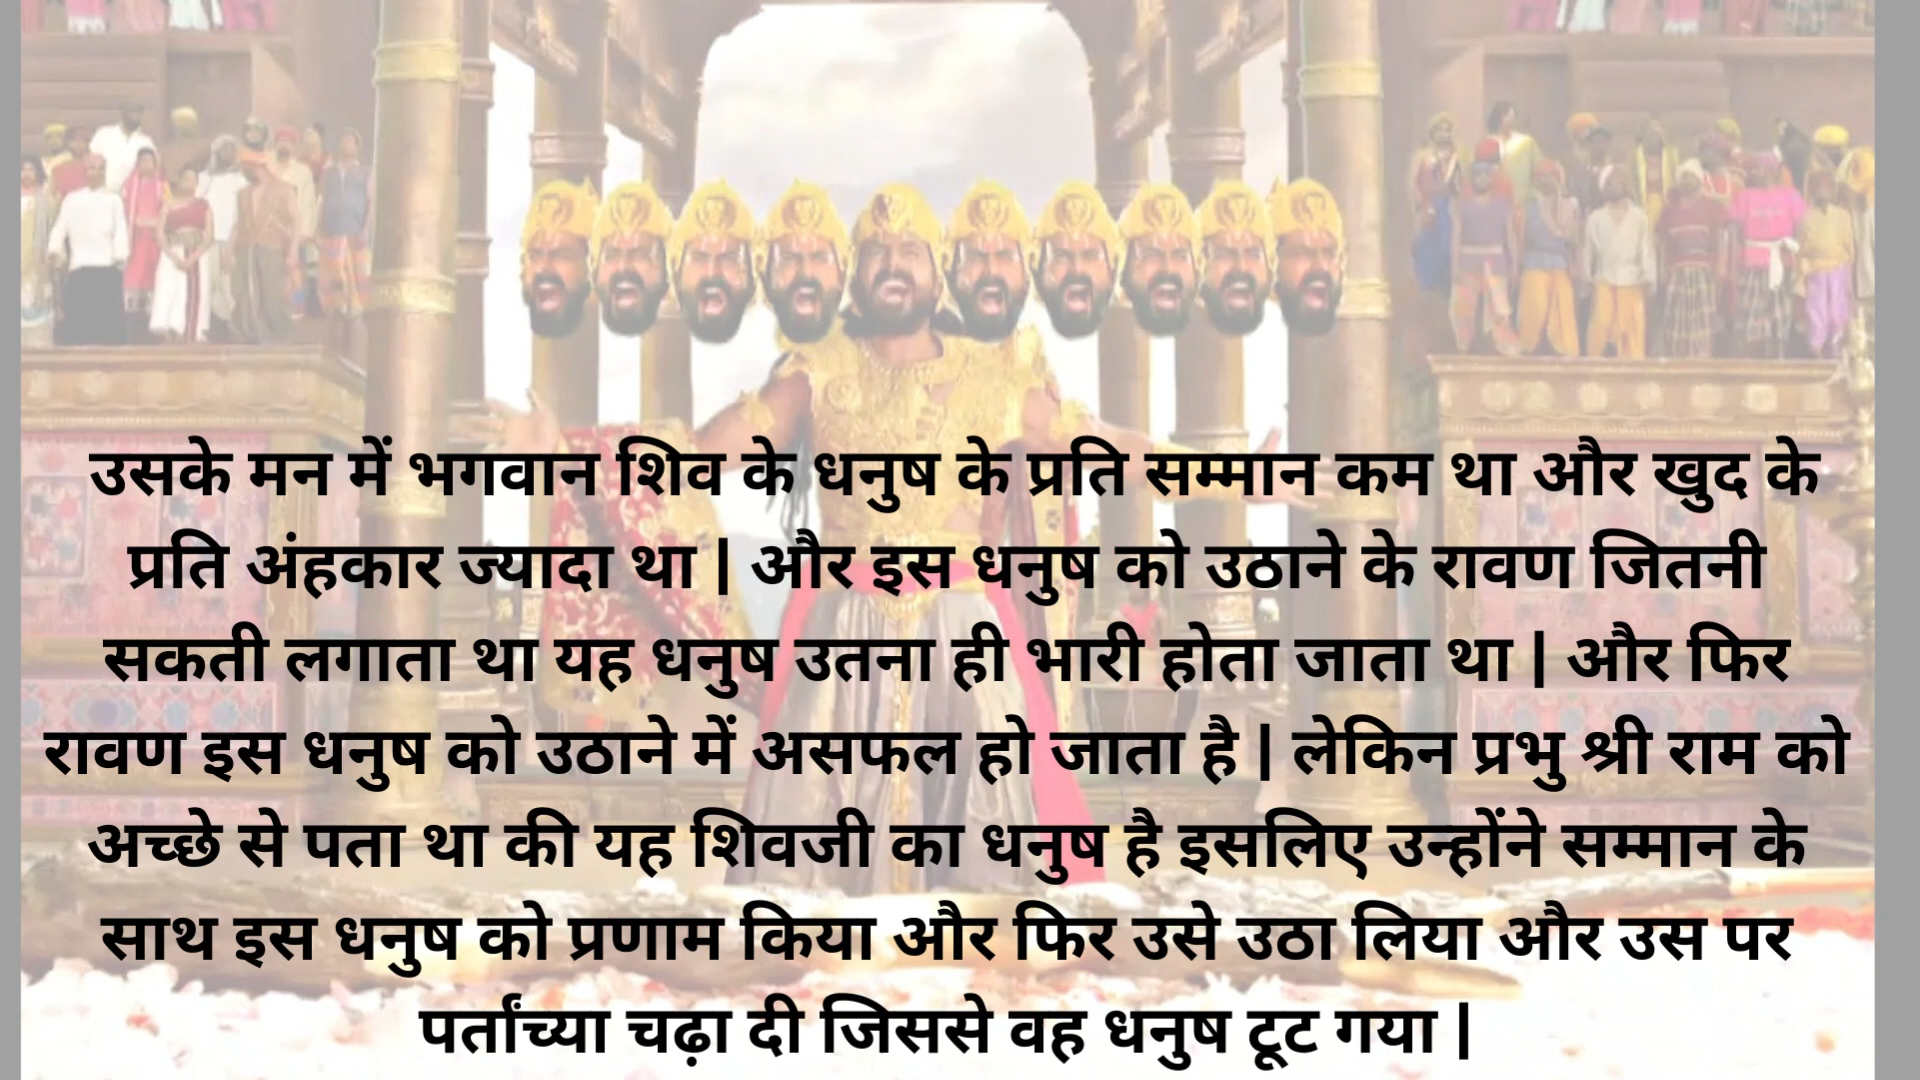 उसके मन में भगवान शिव के धनुष के प्रति सम्मान कम था और खुद के
प्रति अंहकार ज्यादा था | और इस धनुष को उठाने के रावण जितनी
सकती लगाता था यह धनुष उतना ही भारी होता जाता था | और फिर
रावण इस धनुष को उठाने में असफल हो जाता है | लेकिन प्रभु श्री राम को
अच्छे से पता था की यह शिवजी का धनुष है इसलिए उन्होंने सम्मान के
साथ इस धनुष को प्रणाम किया और फिर उसे उठा लिया और उस पर
पर्तांच्या चढ़ा दी जिससे वह धनुष टूट गया |